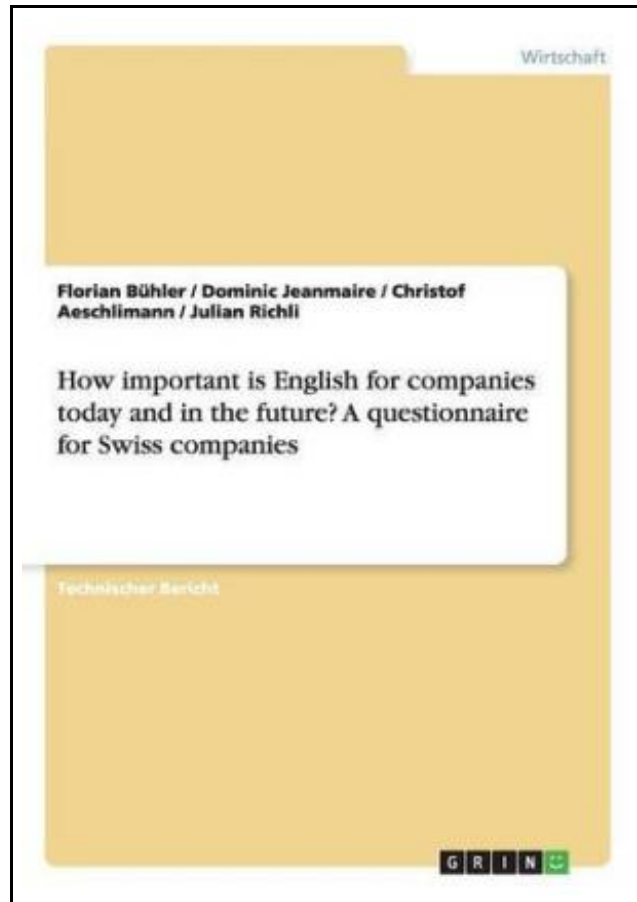 Wirtschaft
Florian Bühler / Dominic Jeanmaire / Christof
Aeschlimann / Julian Richli
How important is English for companies
today and in the future? A questionnaire
for Swiss companies
Technischer Bericht
GRIN